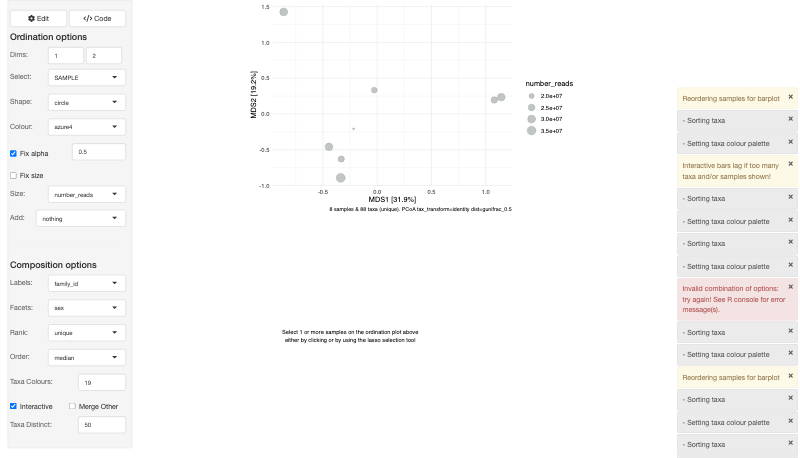 Edit
</> Code
Ordination options
Dims:
1
2
Select:
SAMPLE
Shape:
circle
Colour:
azure4
Fix alpha
0.5
Fix size
Size:
number_reads
Add:
nothing
Composition options
Labels:
family_id
Facets:
sex
Rank:
unique
Order:
median
Taxa Colours:
19
Interactive
Merge Other
Taxa Distinct:
50
1.5
1.0
0.5
0.0
-0.5
-1.0
MDS2 [19.2%]
-0.5
0.0
0.5
1.0
MDS1 [31.9%]
8 samples & 88 taxa (unique). PCoA tax_transform=identity dist=gunifrac_0.5
number_reads
2.0e+07
2.5e+07
3.0e+07
3.5e+07
Select 1 or more samples on the ordination plot above
either by clicking or by using the lasso selection tool
Reordering samples for barplot ×
- Sorting taxa ×
- Setting taxa colour palette ×
Interactive bars lag if too many ×
taxa and/or samples shown!
- Sorting taxa ×
- Setting taxa colour palette ×
- Sorting taxa ×
- Setting taxa colour palette ×
Invalid combination of options: ×
try again! See R console for error
message(s).
- Sorting taxa ×
- Setting taxa colour palette ×
Reordering samples for barplot ×
- Sorting taxa ×
- Setting taxa colour palette ×
- Sorting taxa ×